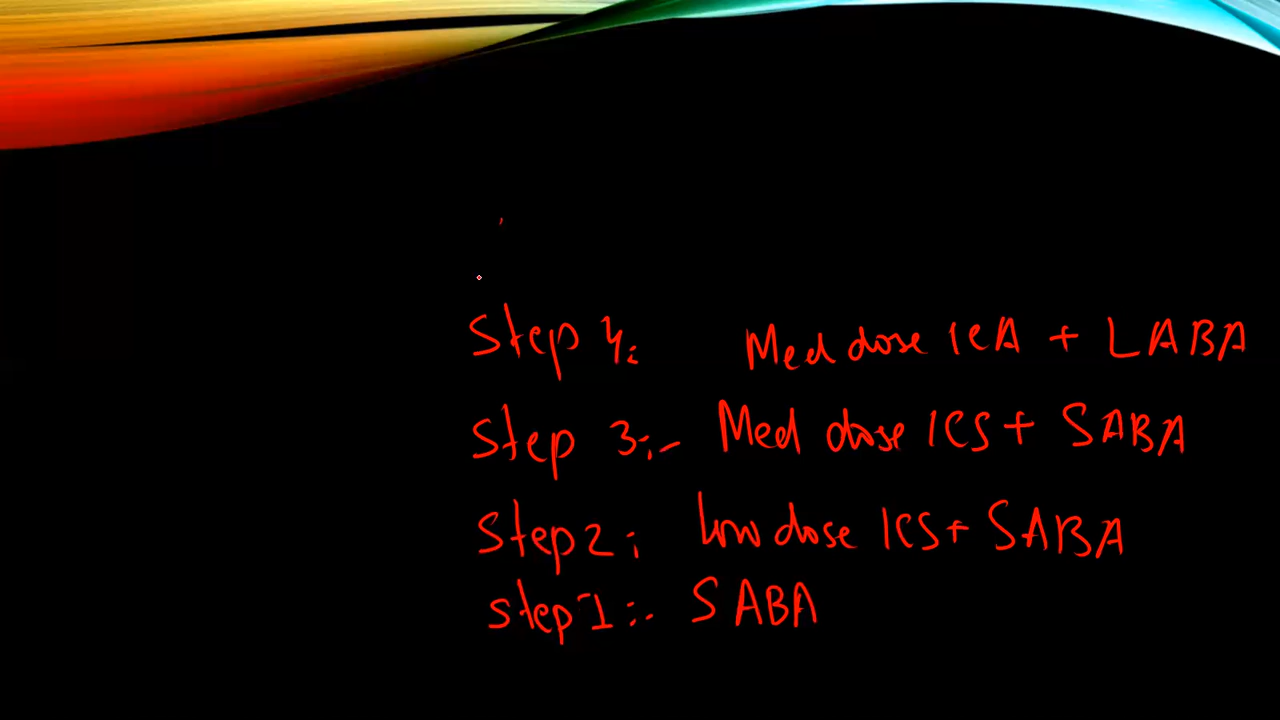 Step 4: Med dose ICA + LABA
Step 3:- Med dose ICS + SABA
Step 2: Low dose ICS + SABA
Step 1:- SABA